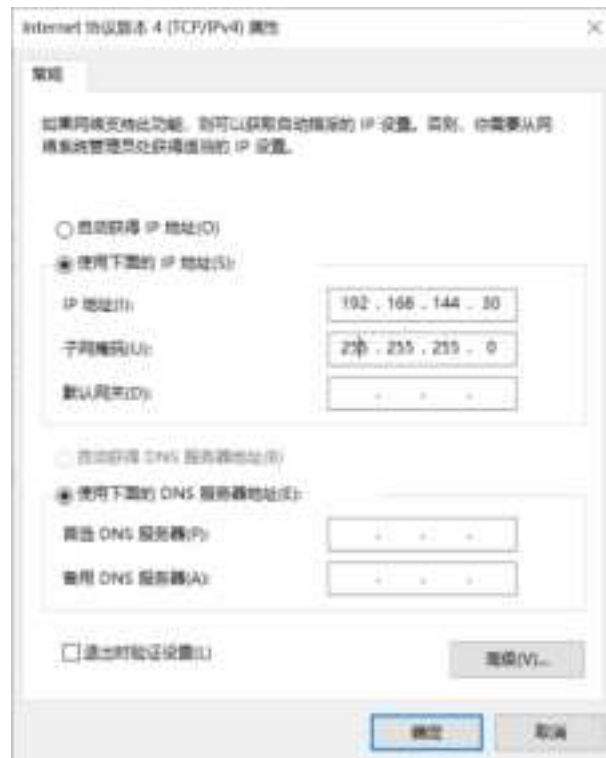 Internet 协议版本 4 (TCP/IPv4) 属性
常规
如果网络支持此功能，则可以获取自动指派的 IP 设置。否则，你需要从网
络系统管理员处获得适当的 IP 设置。
自动获得 IP 地址(O)
使用下面的 IP 地址(S):
IP 地址(I):
192 . 168 . 144 . 30
子网掩码(U):
255 . 255 . 255 . 0
默认网关(D):
自动获得 DNS 服务器地址(B)
使用下面的 DNS 服务器地址(E):
首选 DNS 服务器(P):
备用 DNS 服务器(A):
退出时验证设置(L)
高级(V)...
确定
取消